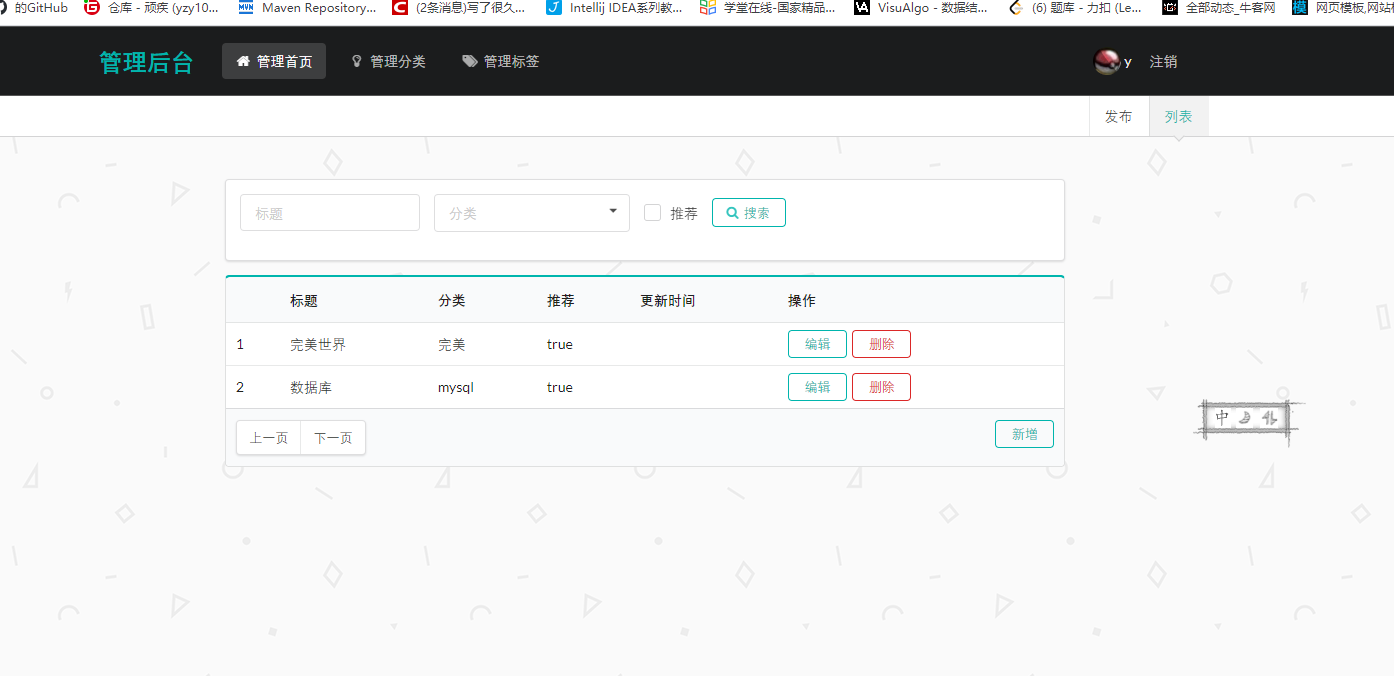 的GitHub 仓库 - 顽疾 (yzy10... Maven Repository... (2条消息)写了很久... Intellij IDEA系列教... 学堂在线-国家精品... VisuAlgo - 数据结... (6) 题库 - 力扣 (Le... 全部动态_牛客网 网页模板,网站模
管理后台 管理首页 管理分类 管理标签 y 注销
发布 列表
标题 分类 推荐 搜索
标题 分类 推荐 更新时间 操作
1 完美世界 完美 true 编辑 删除
2 数据库 mysql true 编辑 删除
上一页 下一页 新增
中